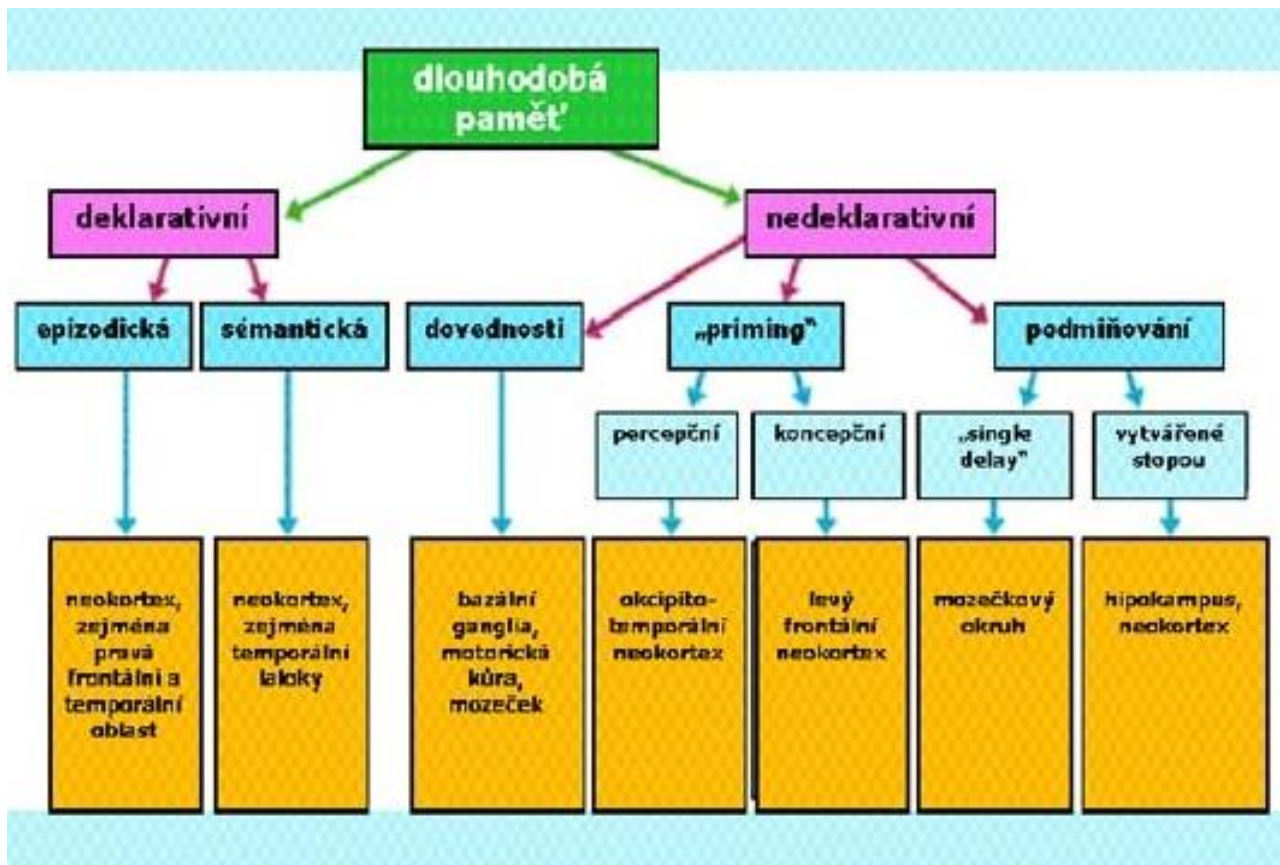 dlouhodobá
paměť
deklarativní
nedeklarativní
epizodická
sémantická
dovednosti
„priming“
podmiňování
percepční
koncepční
„single
delay“
vytvářené
stopou
neokortex,
zejména
pravá
frontální a
temporální
oblast
neokortex,
zejména
temporální
laloky
bazální
ganglia,
motorická
kůra,
mozeček
okcipito-
temporální
neokortex
levý
frontální
neokortex
mozečkový
okruh
hipokampus,
neokortex